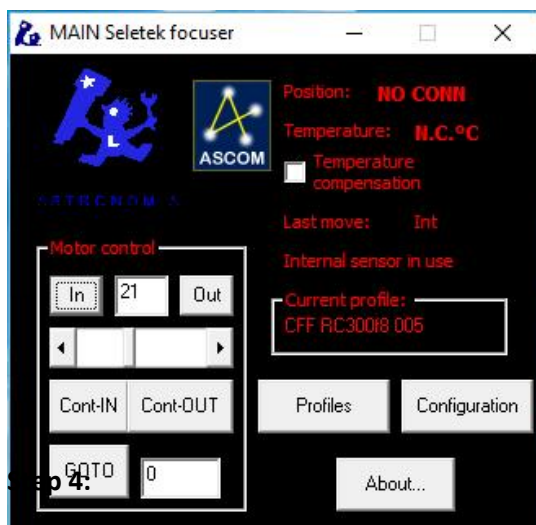 MAIN Seletek focuser
ASCOM
Position: NO CONN
Temperature: N.C.ºC
Temperature
compensation
Last move: Int
Internal sensor in use
Current profile:
CFF RC300f8 005
Motor control
In 21 Out
Cont-IN Cont-OUT
GOTO 0
Profiles Configuration
About...
4: